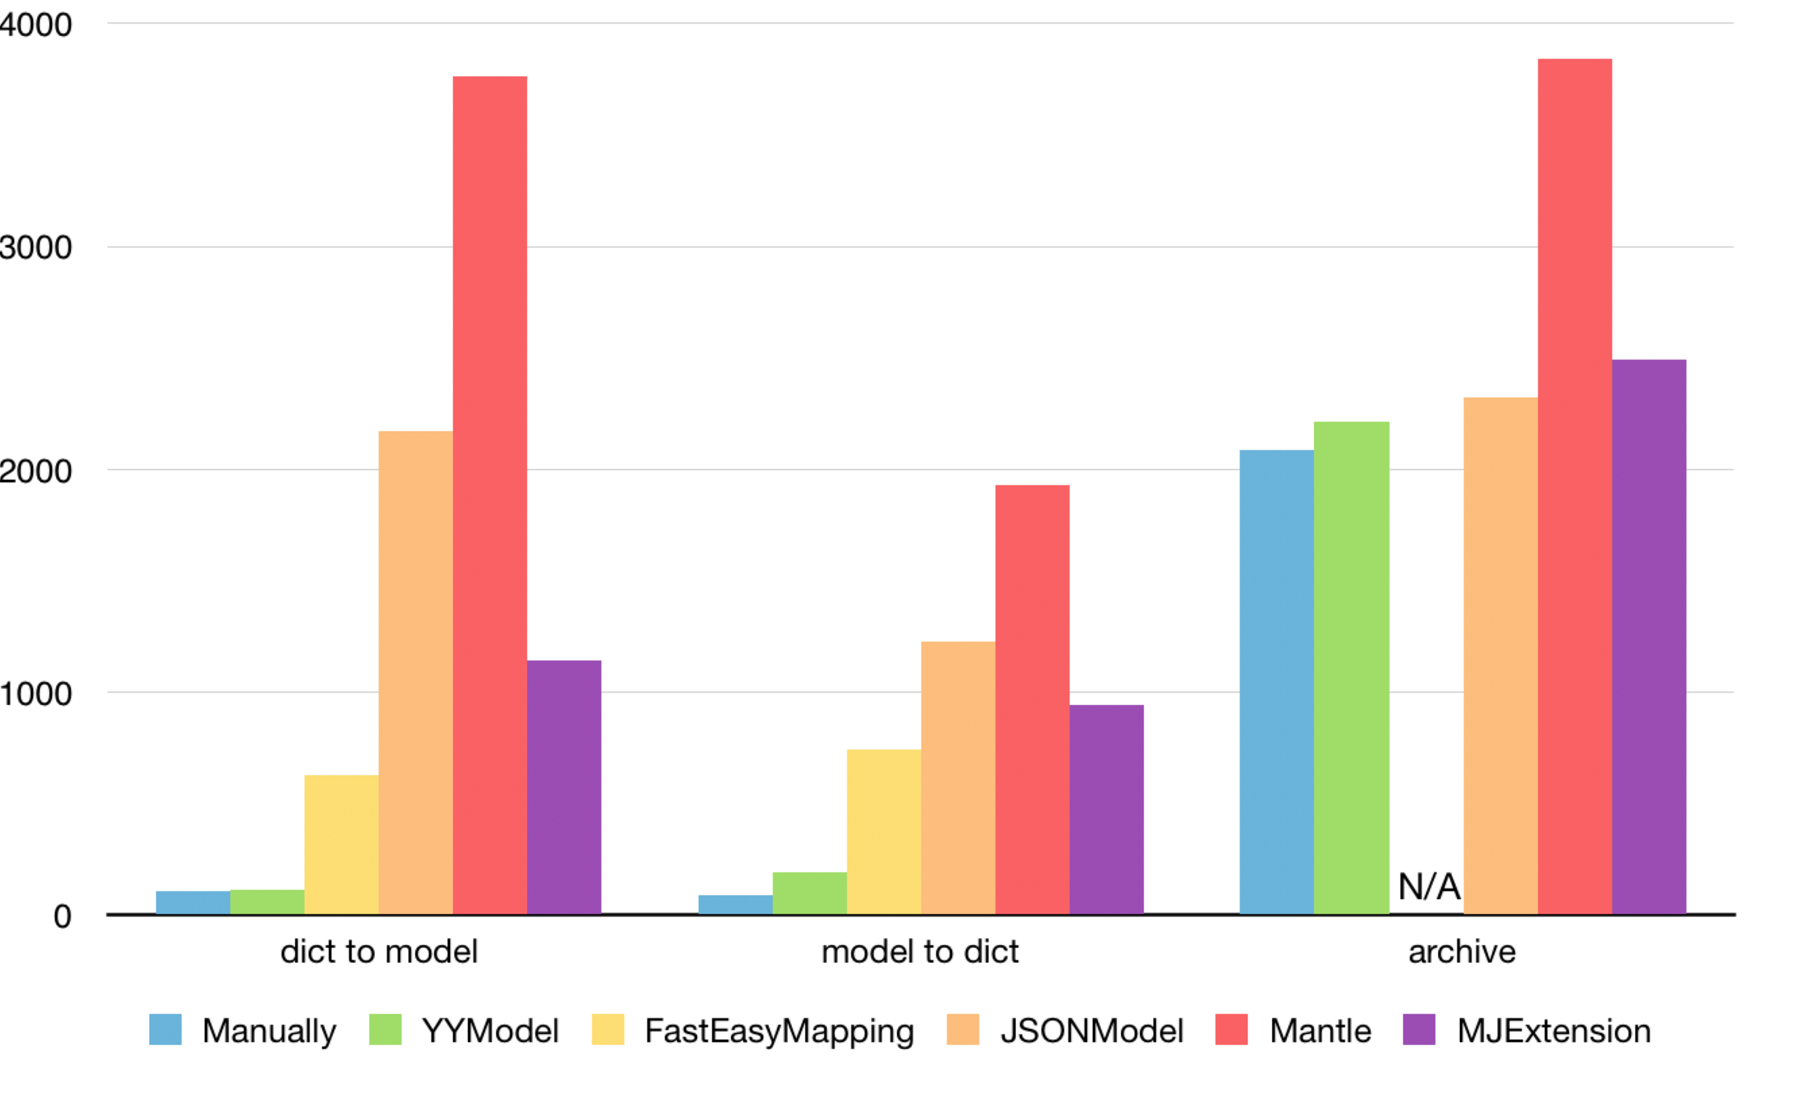 4000
3000
2000
1000
0
N/A
dict to model
model to dict
archive
Manually YYModel FastEasyMapping JSONModel Mantle MJExtension